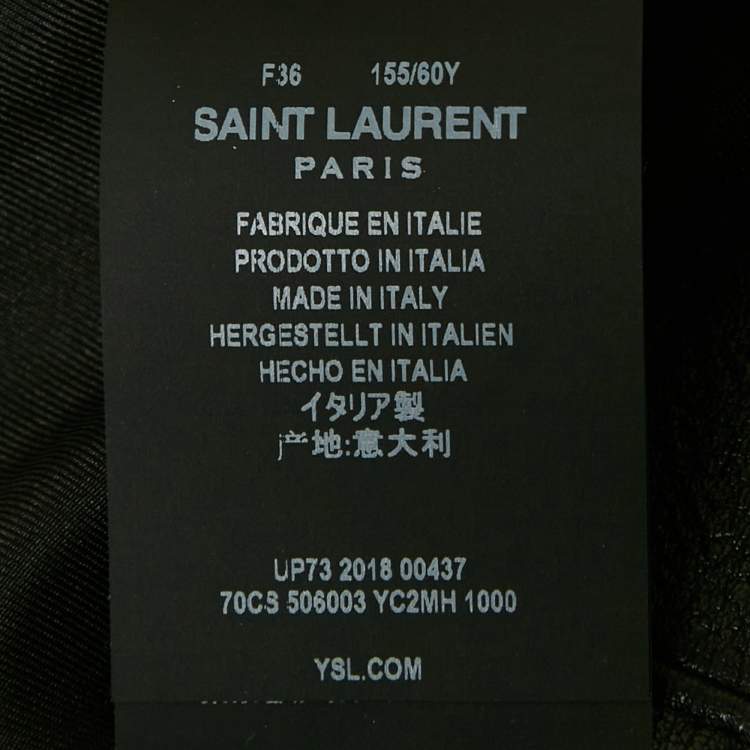 F36 155/60Y
SAINT LAURENT
PARIS
FABRIQUE EN ITALIE
PRODOTTO IN ITALIA
MADE IN ITALY
HERGESTELLT IN ITALIEN
HECHO EN ITALIA
イタリア製
产地:意大利
UP73 2018 00437
70CS 506003 YC2MH 1000
YSL.COM